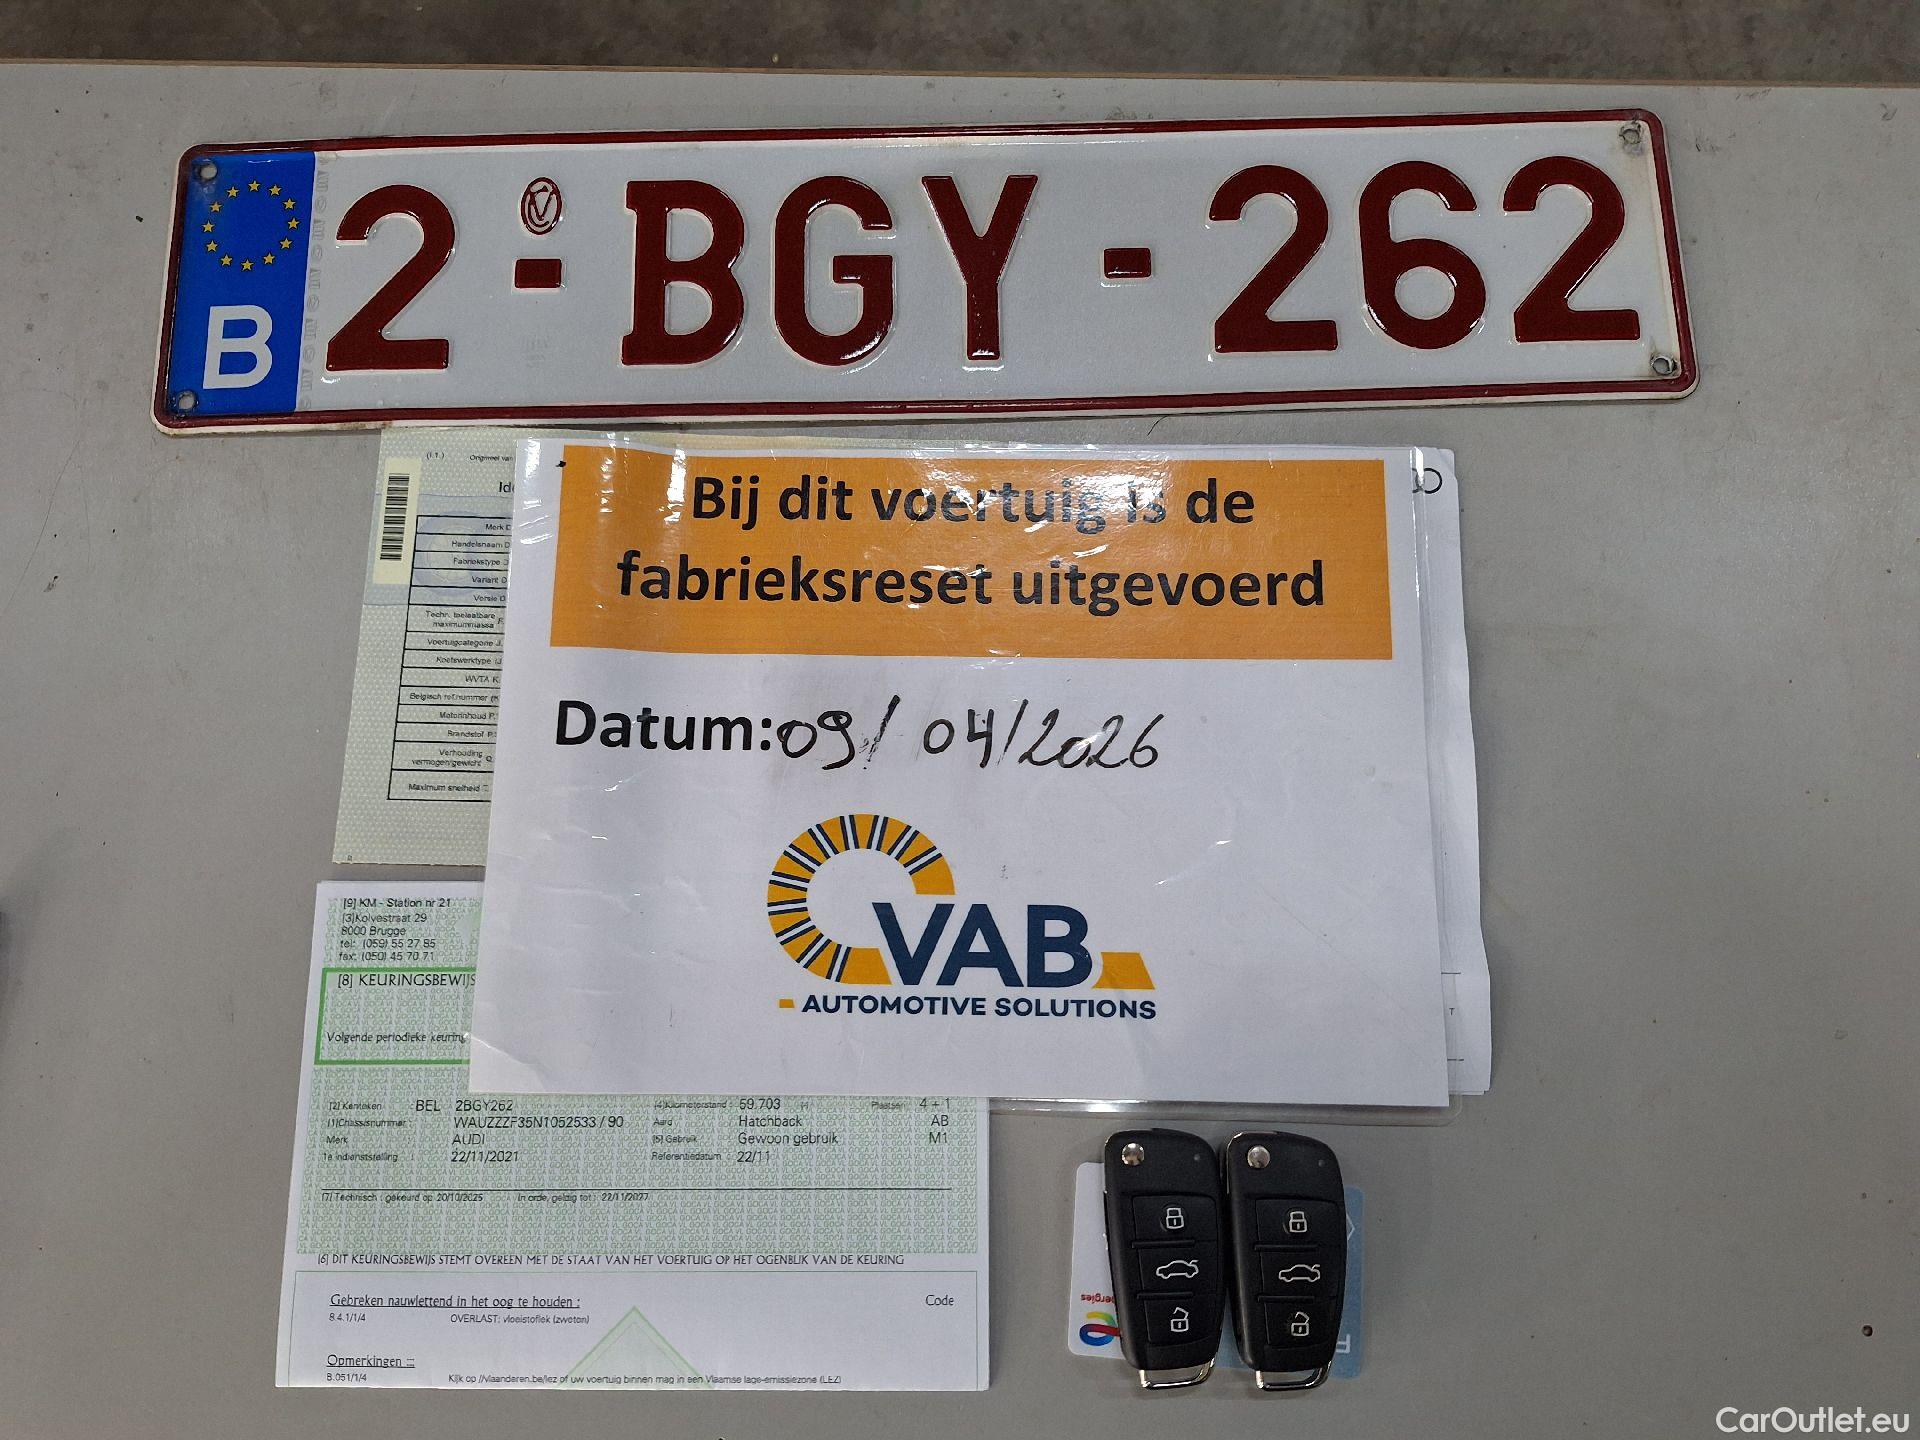 B 2-BGY-262
(I.1.) Origineel van
Merk D
Handelsnaam D
Fabriekstype D
Variant D
Versie D
Techn. toelaatbare
maximummassa F.
Voertuigcategorie J.
Koetswerktype (J
WVTA K.
Belgisch ref.nummer (K
Motorinhoud P.
Brandstof P.
Verhouding
vermogen/gewicht Q
Maximum snelheid
Bij dit voertuig is de
fabrieksreset uitgevoerd
Datum: 09/04/2026
VAB
AUTOMOTIVE SOLUTIONS
[9] KM - Station nr 21
[3]Kolvestraat 29
8000 Brugge
tel: (059) 55 27 85
fax: (050) 45 70 71
[8] KEURINGSBEWIJS
Volgende periodieke keuring
[2] Kenteken : BEL 2BGY262 [4] Kilometerstand : 59.703 Plaatsen 4 + 1
[1]Chassisnummer : WAUZZZF35N1052533 / 90 Aard Hatchback AB
Merk AUDI [5] Gebruik Gewoon gebruik M1
1e indienststelling : 22/11/2021 Referentiedatum : 22/11
[7] Technisch : gekeurd op 20/10/2025 In orde, geldig tot : 22/11/2027
[6] DIT KEURINGSBEWIJS STEMT OVEREEN MET DE STAAT VAN HET VOERTUIG OP HET OGENBLIK VAN DE KEURING
Gebreken nauwlettend in het oog te houden : Code
8.4.1/1/4 OVERLAST: vloeistoflek (zweten)
Opmerkingen :::
B.051/1/4 Kijk op //vlaanderen.be/lez of uw voertuig binnen mag in een Vlaamse lage-emissiezone (LEZ)
CarOutlet.eu